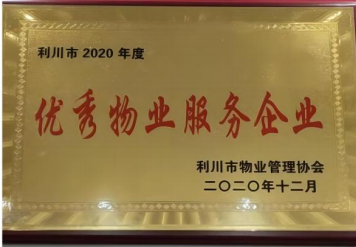 利川市 2020 年度
优秀物业服务企业
利川市物业管理协会
二〇二〇年十二月